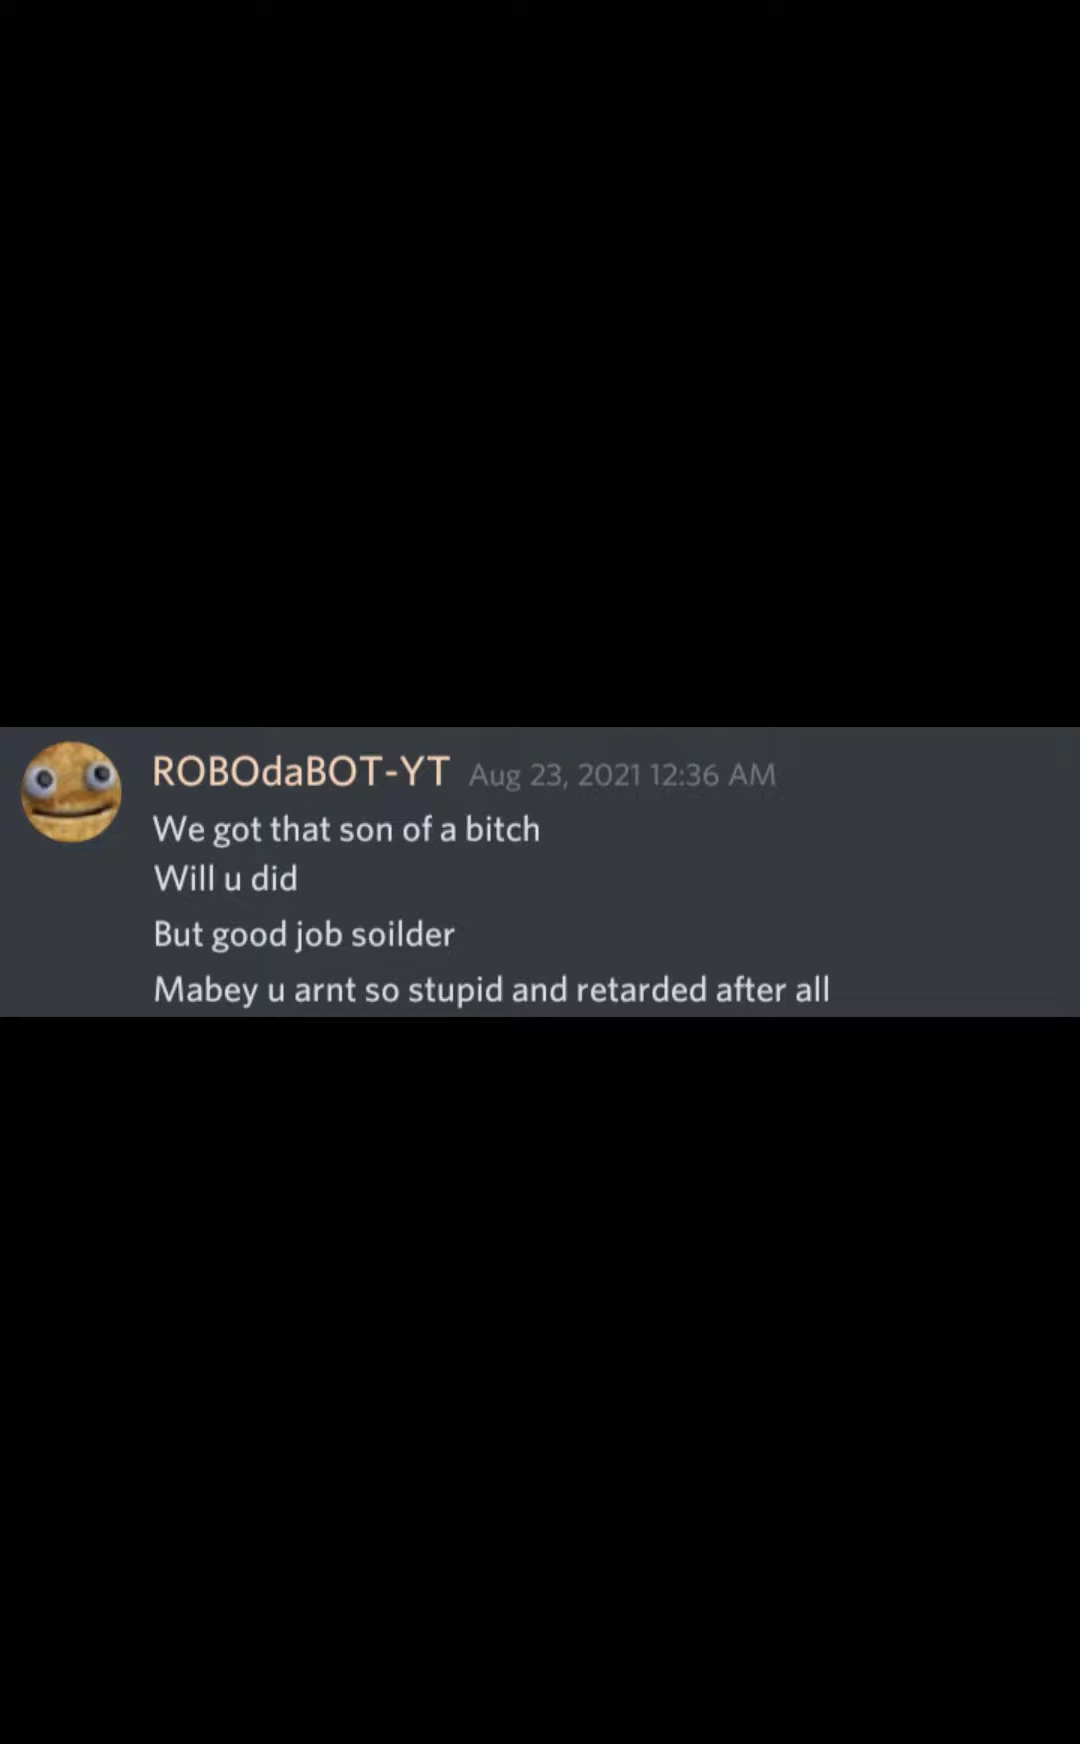 ROBOdaBOT-YT Aug 23, 2021 12:36 AM
We got that son of a bitch
Will u did
But good job soilder
Mabey u arnt so stupid and retarded after all